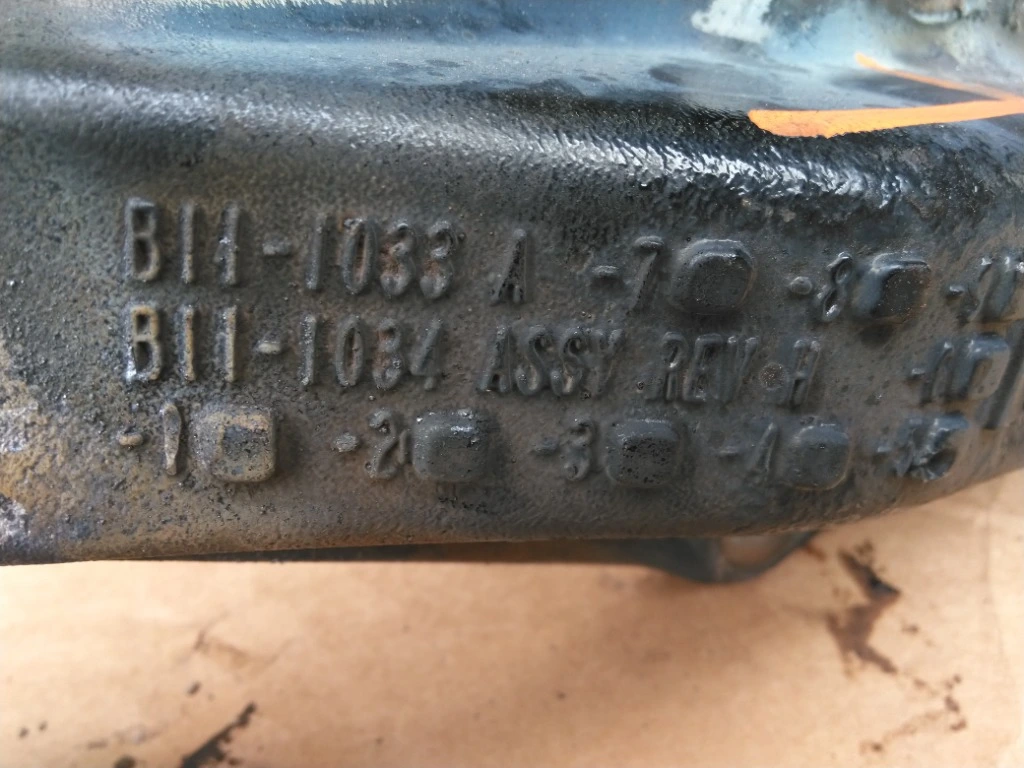 B11-1033 A -7 -8
B11-1034 ASSY REV H
-1 -2 -3 -4